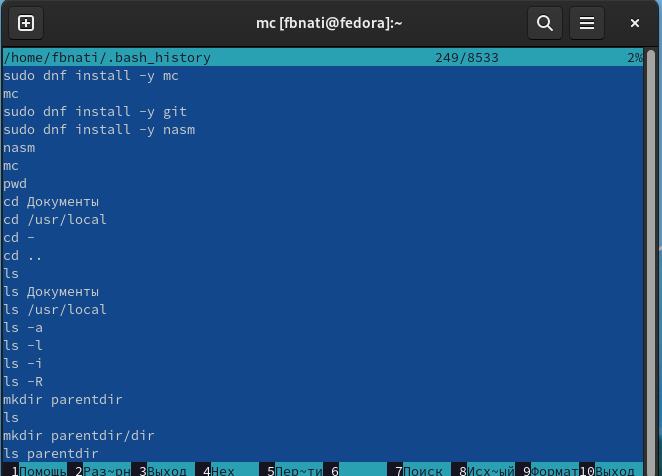 mc [fbnati@fedora]:~
/home/fbnati/.bash_history 249/8533 2%
sudo dnf install -y mc
mc
sudo dnf install -y git
sudo dnf install -y nasm
nasm
mc
pwd
cd Документы
cd /usr/local
cd -
cd ..
ls
ls Документы
ls /usr/local
ls -a
ls -l
ls -i
ls -R
mkdir parentdir
ls
mkdir parentdir/dir
ls parentdir
1Помощь 2Раз~рн 3Выход 4Hex 5Пер~ти 6 7Поиск 8Исх~ый 9Формат 10Выход